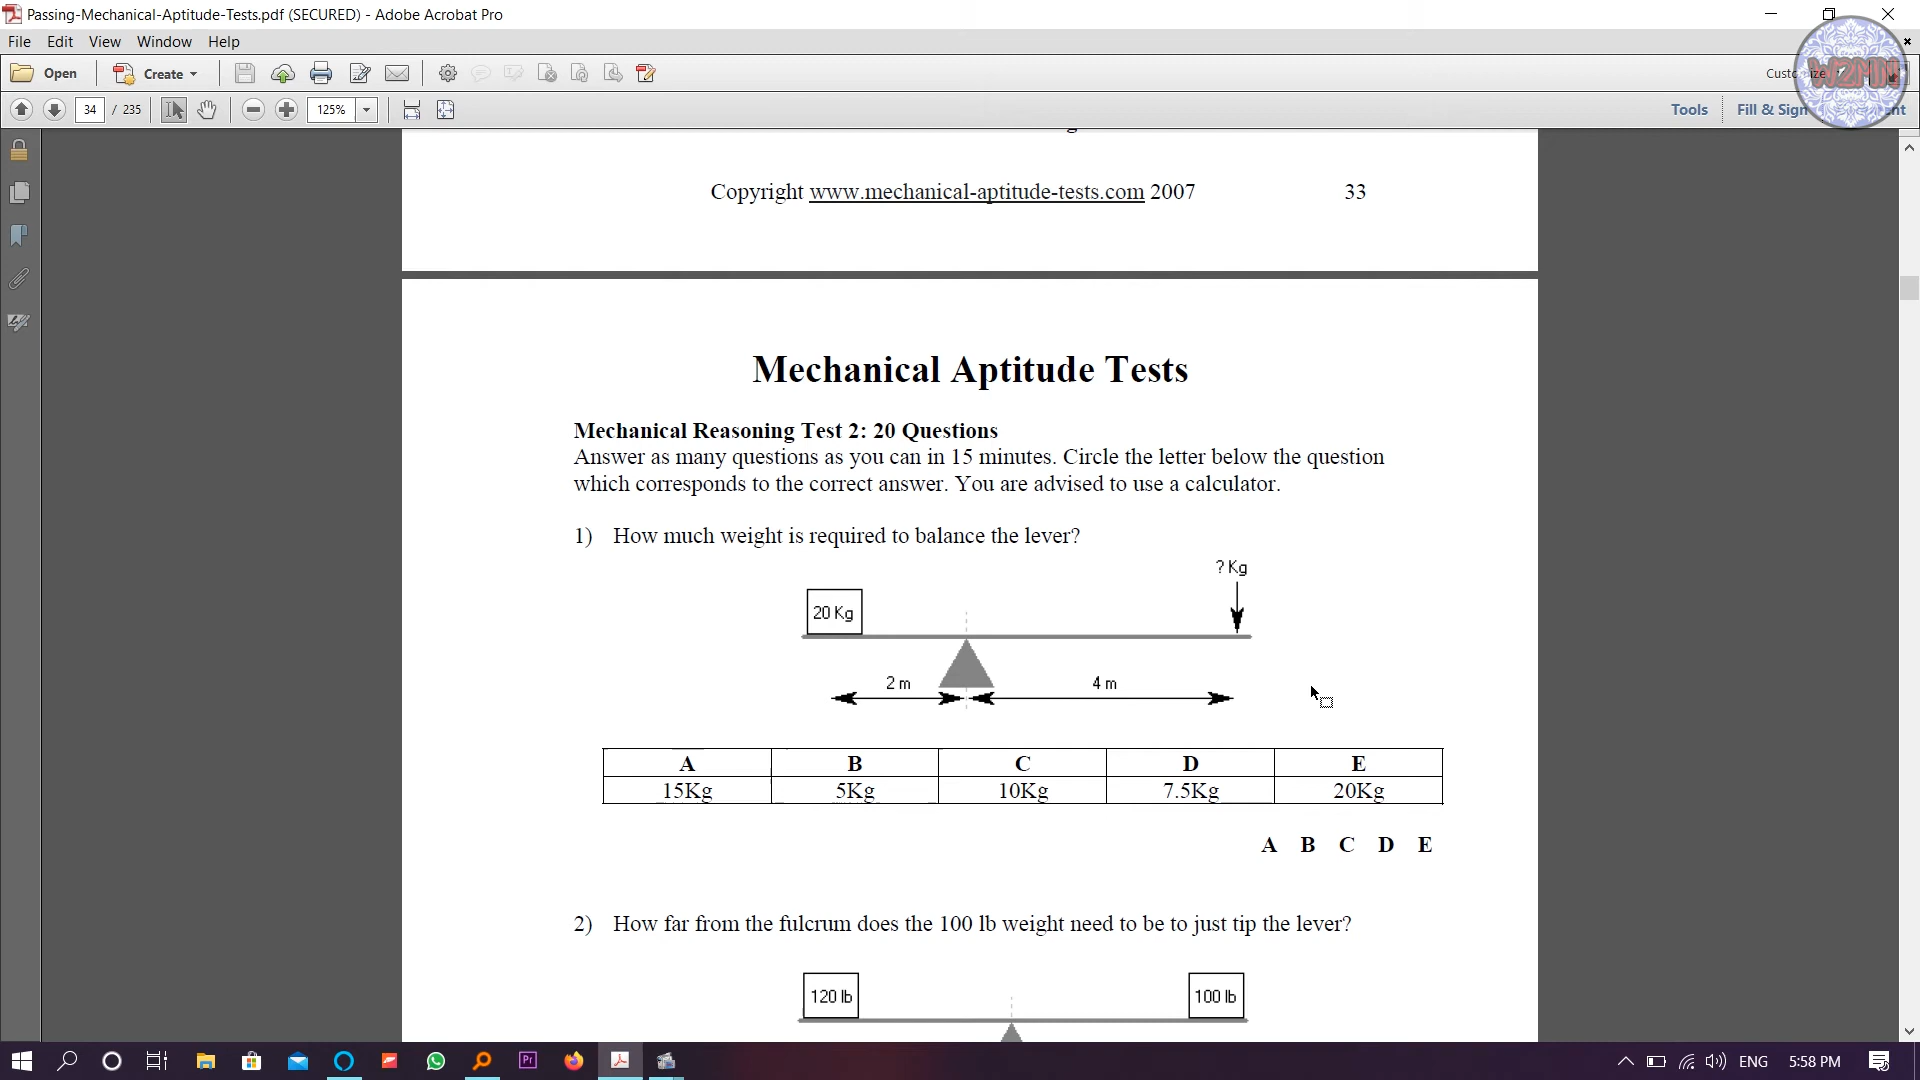 Passing-Mechanical-Aptitude-Tests.pdf (SECURED) - Adobe Acrobat Pro
File Edit View Window Help
Open Create
W2MN
34 / 235 125% Tools Fill & Sign
Copyright www.mechanical-aptitude-tests.com 2007 33
Mechanical Aptitude Tests
Mechanical Reasoning Test 2: 20 Questions
Answer as many questions as you can in 15 minutes. Circle the letter below the question
which corresponds to the correct answer. You are advised to use a calculator.
1) How much weight is required to balance the lever?
? Kg
20 Kg
2 m 4 m
A B C D E
15Kg 5Kg 10Kg 7.5Kg 20Kg
A B C D E
2) How far from the fulcrum does the 100 lb weight need to be to just tip the lever?
120 lb 100 lb
Pr ENG 5:58 PM